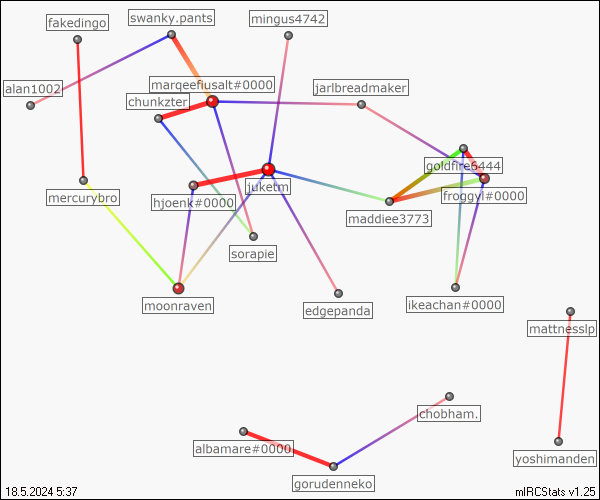 fakedingo
swanky.pants
mingus4742
alan1002
marqeefiusalt#0000
jarlbreadmaker
chunkzter
goldfire6444
mercurybro
juketm
froggyl#0000
hjoenk#0000
maddiee3773
sorapie
moonraven
edgepanda
ikeachan#0000
mattnesslp
chobham.
albamare#0000
yoshimanden
gorudenneko
18.5.2024 5:37
mIRCStats v1.25